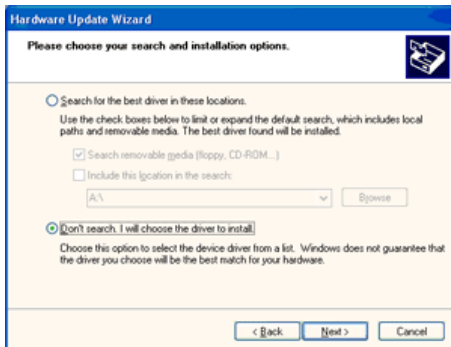 Hardware Update Wizard
Please choose your search and installation options.
Search for the best driver in these locations.
Use the check boxes below to limit or expand the default search, which includes local
paths and removable media. The best driver found will be installed.
Search removable media (floppy, CD-ROM...)
Include this location in the search:
A:\
Browse
Don't search. I will choose the driver to install.
Choose this option to select the device driver from a list. Windows does not guarantee that
the driver you choose will be the best match for your hardware.
< Back Next > Cancel